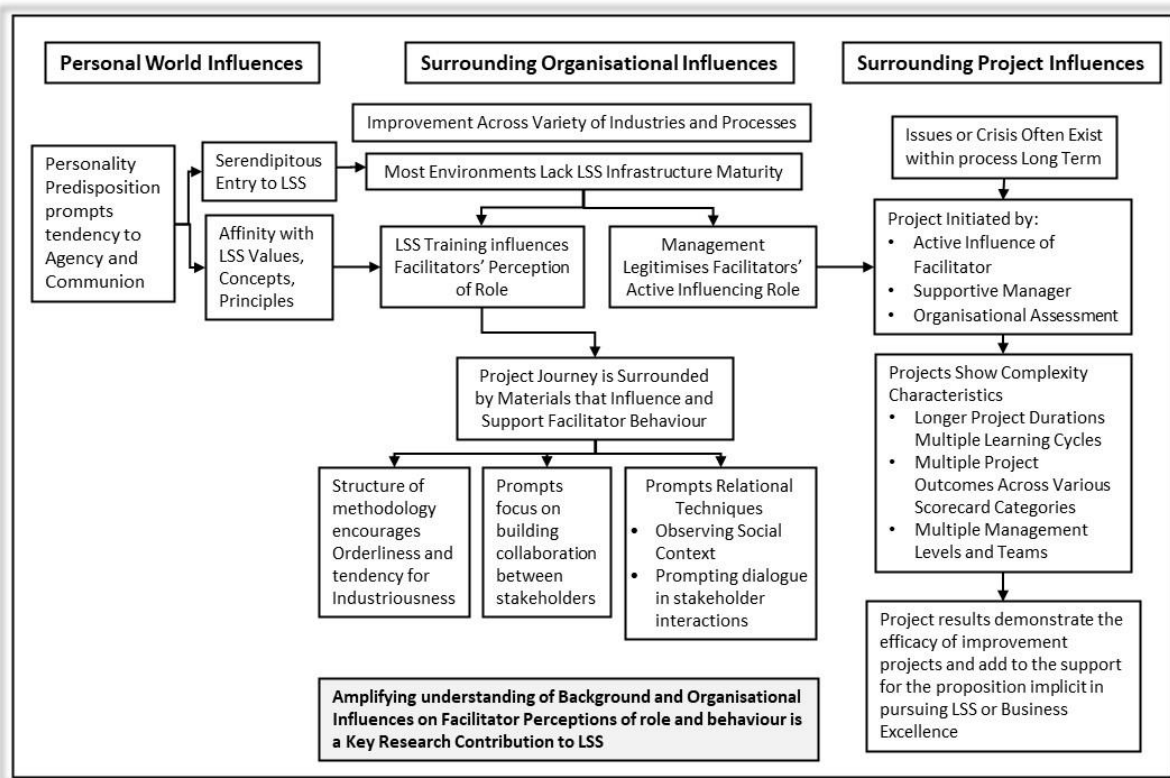 Personal World Influences
Surrounding Organisational Influences
Surrounding Project Influences
Improvement Across Variety of Industries and Processes
Personality
Predisposition
prompts
tendency to
Agency and
Communion
Serendipitous
Entry to LSS
Affinity with
LSS Values,
Concepts,
Principles
Most Environments Lack LSS Infrastructure Maturity
LSS Training influences
Facilitators' Perception
of Role
Management
Legitimises Facilitators'
Active Influencing Role
Project Journey is Surrounded
by Materials that Influence and
Support Facilitator Behaviour
Structure of
methodology
encourages
Orderliness and
tendency for
Industriousness
Prompts
focus on
building
collaboration
between
stakeholders
Prompts Relational
Techniques
• Observing Social
Context
• Prompting dialogue
in stakeholder
interactions
Issues or Crisis Often Exist
within process Long Term
Project Initiated by:
• Active Influence of
Facilitator
• Supportive Manager
• Organisational Assessment
Projects Show Complexity
Characteristics
• Longer Project Durations
Multiple Learning Cycles
• Multiple Project
Outcomes Across Various
Scorecard Categories
• Multiple Management
Levels and Teams
Project results demonstrate the
efficacy of improvement
projects and add to the support
for the proposition implicit in
pursuing LSS or Business
Excellence
Amplifying understanding of Background and Organisational
Influences on Facilitator Perceptions of role and behaviour is
a Key Research Contribution to LSS